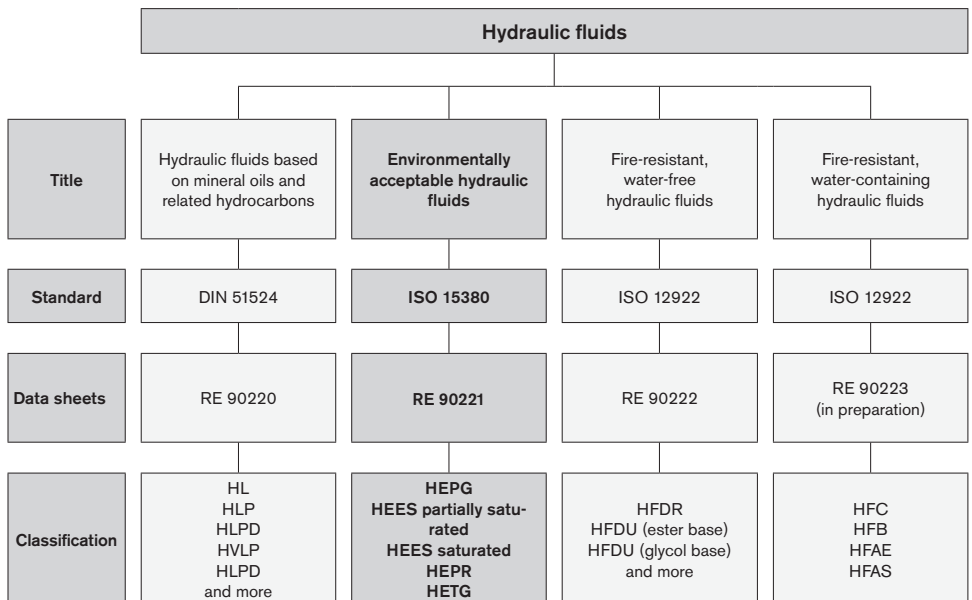 Hydraulic fluids
Title
Hydraulic fluids based
on mineral oils and
related hydrocarbons
Environmentally
acceptable hydraulic
fluids
Fire-resistant,
water-free
hydraulic fluids
Fire-resistant,
water-containing
hydraulic fluids
Standard
DIN 51524
ISO 15380
ISO 12922
ISO 12922
Data sheets
RE 90220
RE 90221
RE 90222
RE 90223
(in preparation)
Classification
HL
HLP
HLPD
HVLP
HLPD
and more
HEPG
HEES partially satu-
rated
HEES saturated
HEPR
HETG
HFDR
HFDU (ester base)
HFDU (glycol base)
and more
HFC
HFB
HFAE
HFAS